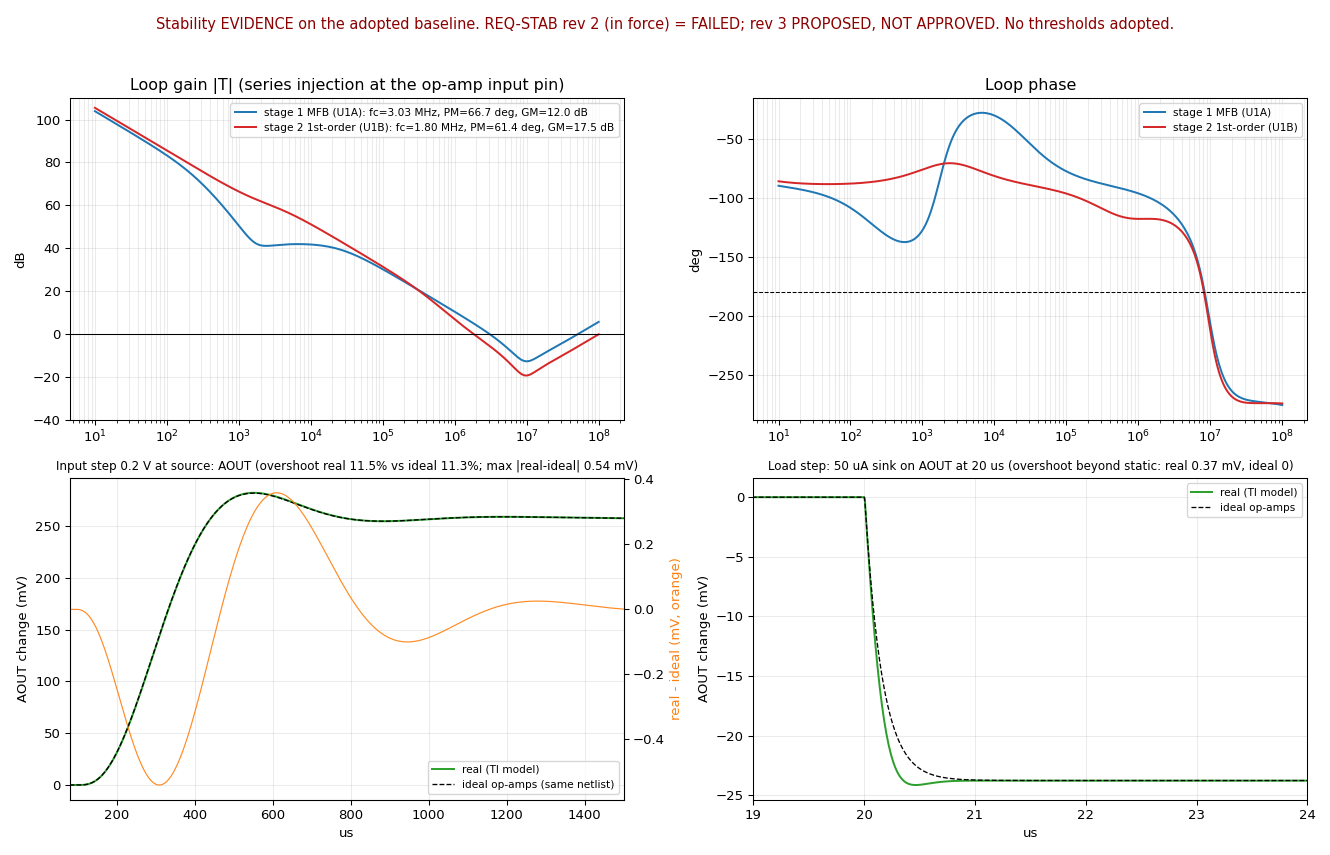 Stability EVIDENCE on the adopted baseline. REQ-STAB rev 2 (in force) = FAILED; rev 3 PROPOSED, NOT APPROVED. No thresholds adopted.
Loop gain |T| (series injection at the op-amp input pin)
stage 1 MFB (U1A): fc=3.03 MHz, PM=66.7 deg, GM=12.0 dB
stage 2 1st-order (U1B): fc=1.80 MHz, PM=61.4 deg, GM=17.5 dB
dB
100
80
60
40
20
0
−20
−40
10¹
10²
10³
10⁴
10⁵
10⁶
10⁷
10⁸
Loop phase
stage 1 MFB (U1A)
stage 2 1st-order (U1B)
deg
−50
−100
−150
−200
−250
10¹
10²
10³
10⁴
10⁵
10⁶
10⁷
10⁸
Input step 0.2 V at source: AOUT (overshoot real 11.5% vs ideal 11.3%; max |real-ideal| 0.54 mV)
AOUT change (mV)
250
200
150
100
50
0
0.4
0.2
0.0
−0.2
−0.4
real - ideal (mV, orange)
real (TI model)
ideal op-amps (same netlist)
200
400
600
800
1000
1200
1400
us
Load step: 50 uA sink on AOUT at 20 us (overshoot beyond static: real 0.37 mV, ideal 0)
real (TI model)
ideal op-amps
AOUT change (mV)
0
−5
−10
−15
−20
−25
19
20
21
22
23
24
us